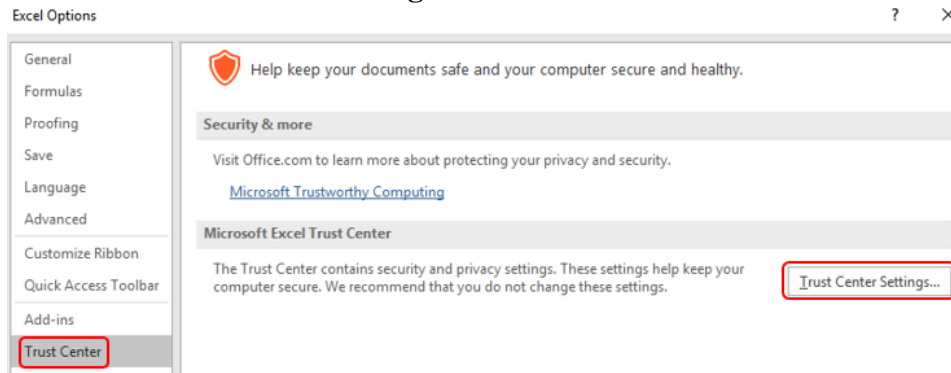 Excel Options
?
General
Formulas
Proofing
Save
Language
Advanced
Customize Ribbon
Quick Access Toolbar
Add-ins
Trust Center
Help keep your documents safe and your computer secure and healthy.
Security & more
Visit Office.com to learn more about protecting your privacy and security.
Microsoft Trustworthy Computing
Microsoft Excel Trust Center
The Trust Center contains security and privacy settings. These settings help keep your
computer secure. We recommend that you do not change these settings.
Trust Center Settings...